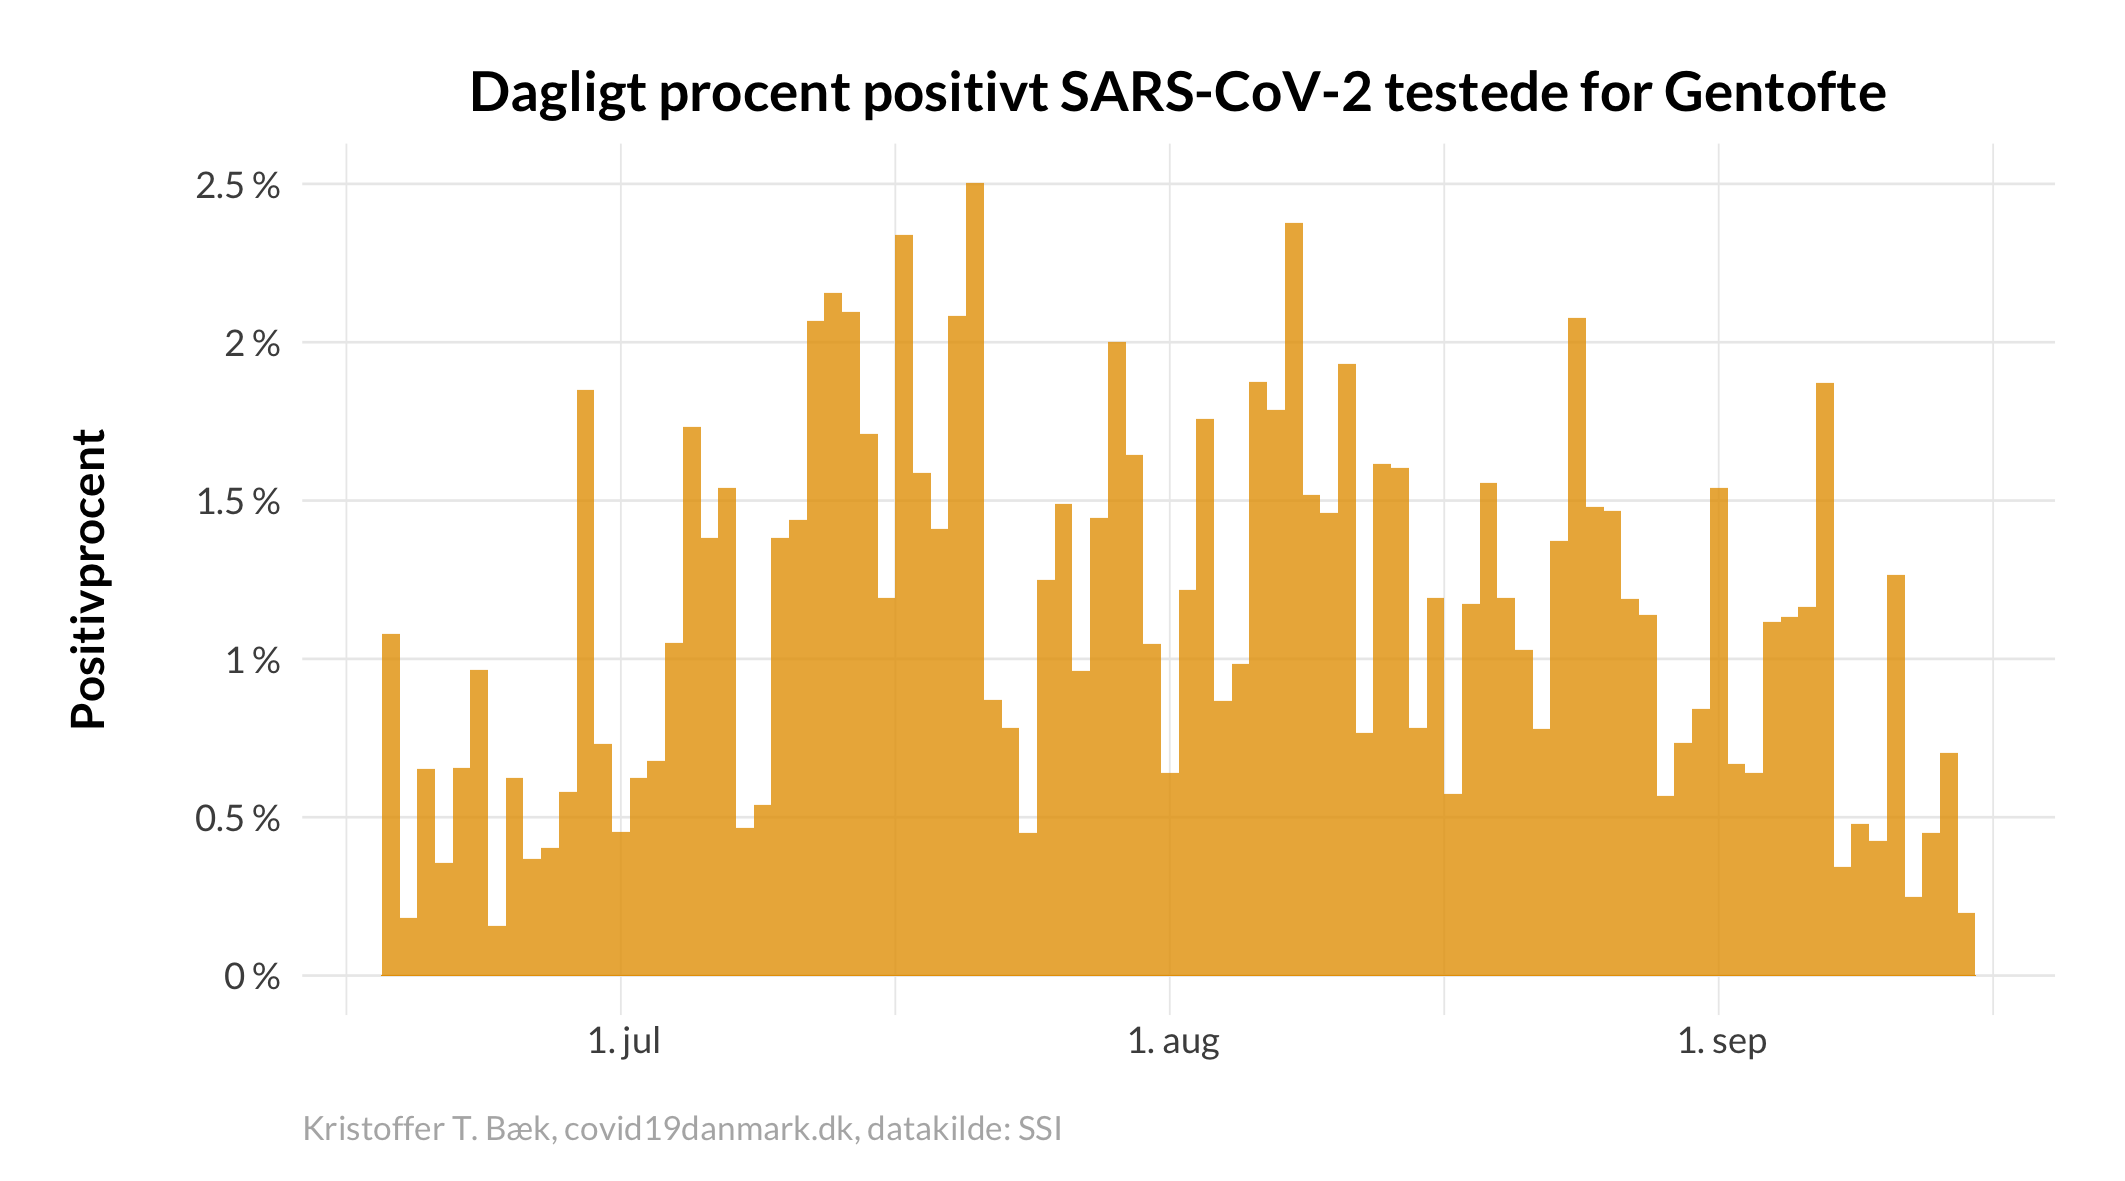 Dagligt procent positivt SARS-CoV-2 testede for Gentofte
Positivprocent
2.5 %
2 %
1.5 %
1 %
0.5 %
0 %
1. jul
1. aug
1. sep
Kristoffer T. Bæk, covid19danmark.dk, datakilde: SSI